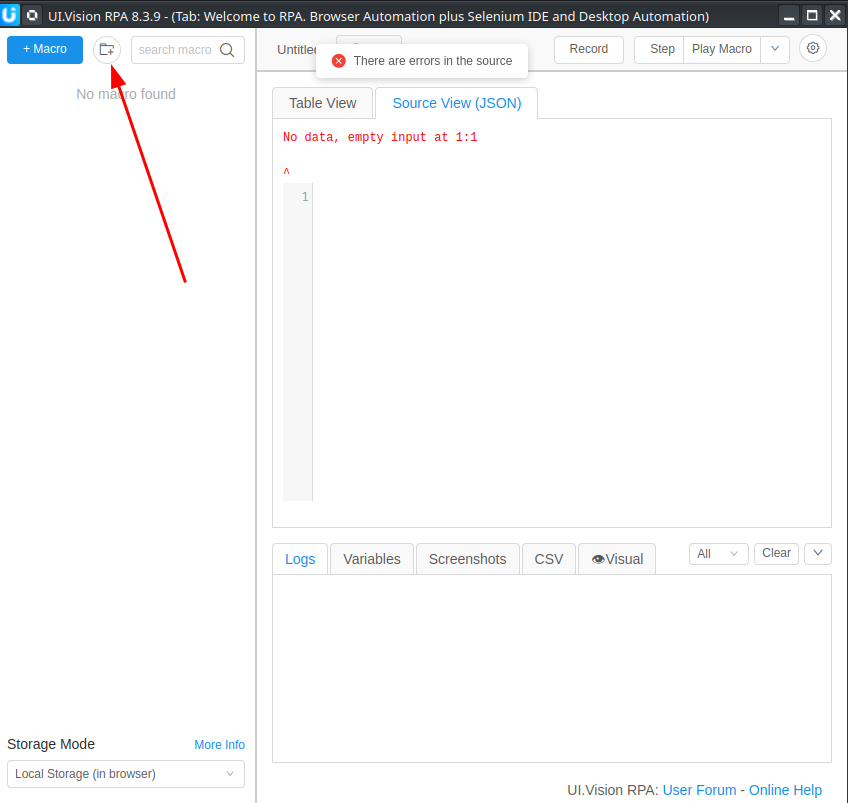 UI.Vision RPA 8.3.9 - (Tab: Welcome to RPA. Browser Automation plus Selenium IDE and Desktop Automation)
+ Macro
search macro
Untitled
There are errors in the source
Record
Step
Play Macro
No macro found
Table View
Source View (JSON)
No data, empty input at 1:1
^
1
Logs
Variables
Screenshots
CSV
Visual
All
Clear
Storage Mode
More Info
Local Storage (in browser)
UI.Vision RPA: User Forum - Online Help